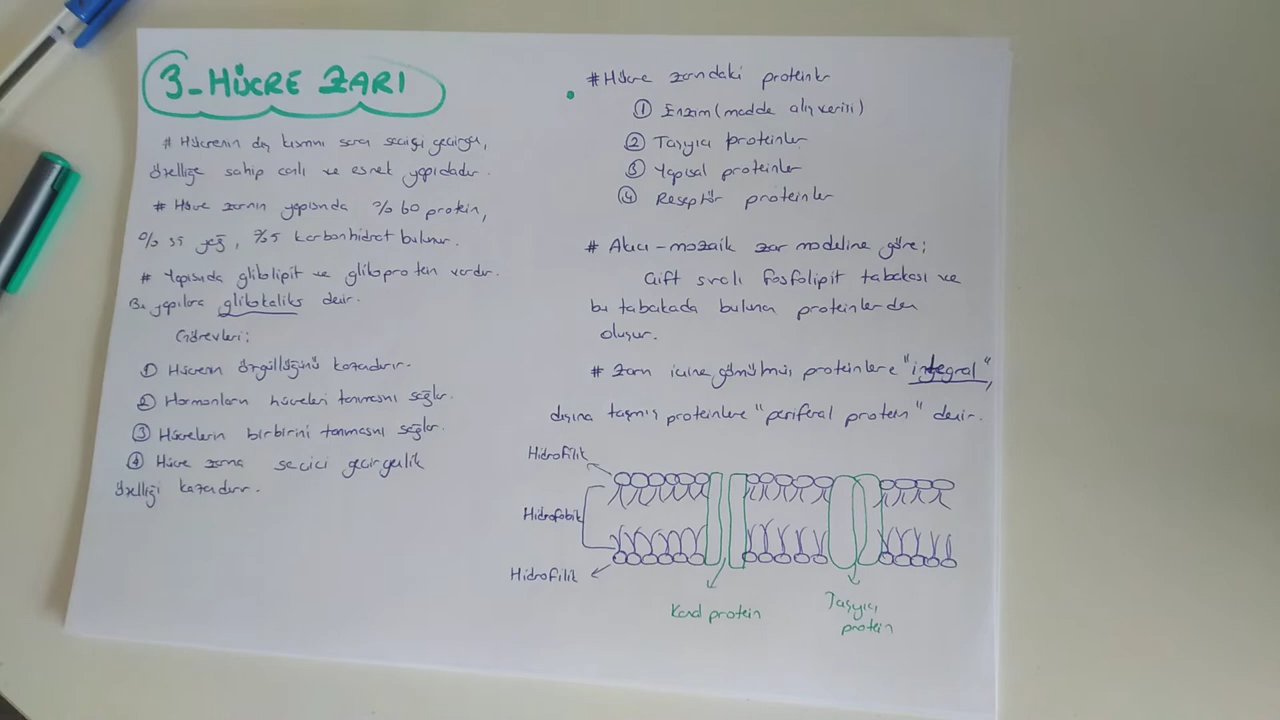 3-HÜCRE ZARI
# Hücrenin dış kısmını saran seçici geçirgen,
özelliğe sahip canlı ve esnek yapıdadır.
# Hücre zarının yapısında %60 protein,
%35 yağ, %5 karbonhidrat bulunur.
# Yapısında glikolipit ve glikoprotein vardır.
Bu yapılara glikokaliks denir.
Görevleri:
① Hücrenin özgüllüğünü kazandırır.
② Hormonların hücreleri tanımasını sağlar.
③ Hücrelerin birbirini tanımasını sağlar.
④ Hücre zarına seçici geçirgenlik
özelliği kazandırır.
# Hücre zarındaki proteinler
① Enzim (madde alışverişi)
② Taşıyıcı proteinler
③ Yapısal proteinler
④ Reseptör proteinler
# Akıcı-mozaik zar modeline göre;
Çift sıralı fosfolipit tabakası ve
bu tabakada bulunan proteinlerden
oluşur.
# Zarın içine gömülmüş proteinlere "integral",
dışına taşmış proteinlere "periferal protein" denir.
Hidrofilik
Hidrofobik
Hidrofilik
Kanal protein
Taşıyıcı
protein